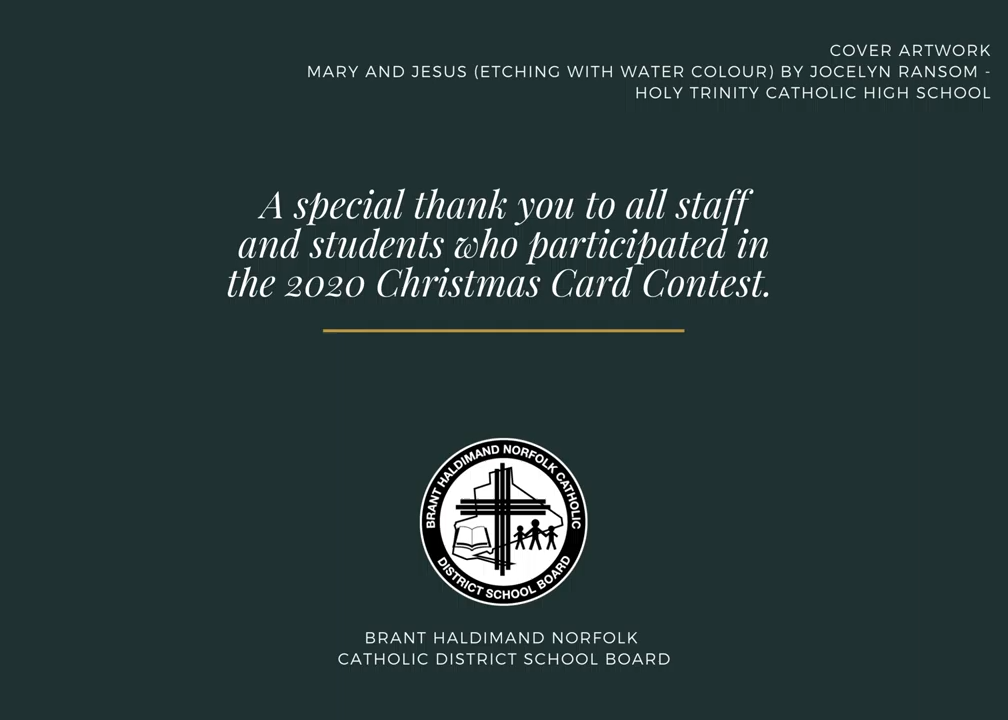 COVER ARTWORK
MARY AND JESUS (ETCHING WITH WATER COLOUR) BY JOCELYN RANSOM -
HOLY TRINITY CATHOLIC HIGH SCHOOL
A special thank you to all staff
and students who participated in
the 2020 Christmas Card Contest.
BRANT HALDIMAND NORFOLK CATHOLIC
DISTRICT SCHOOL BOARD
BRANT HALDIMAND NORFOLK
CATHOLIC DISTRICT SCHOOL BOARD